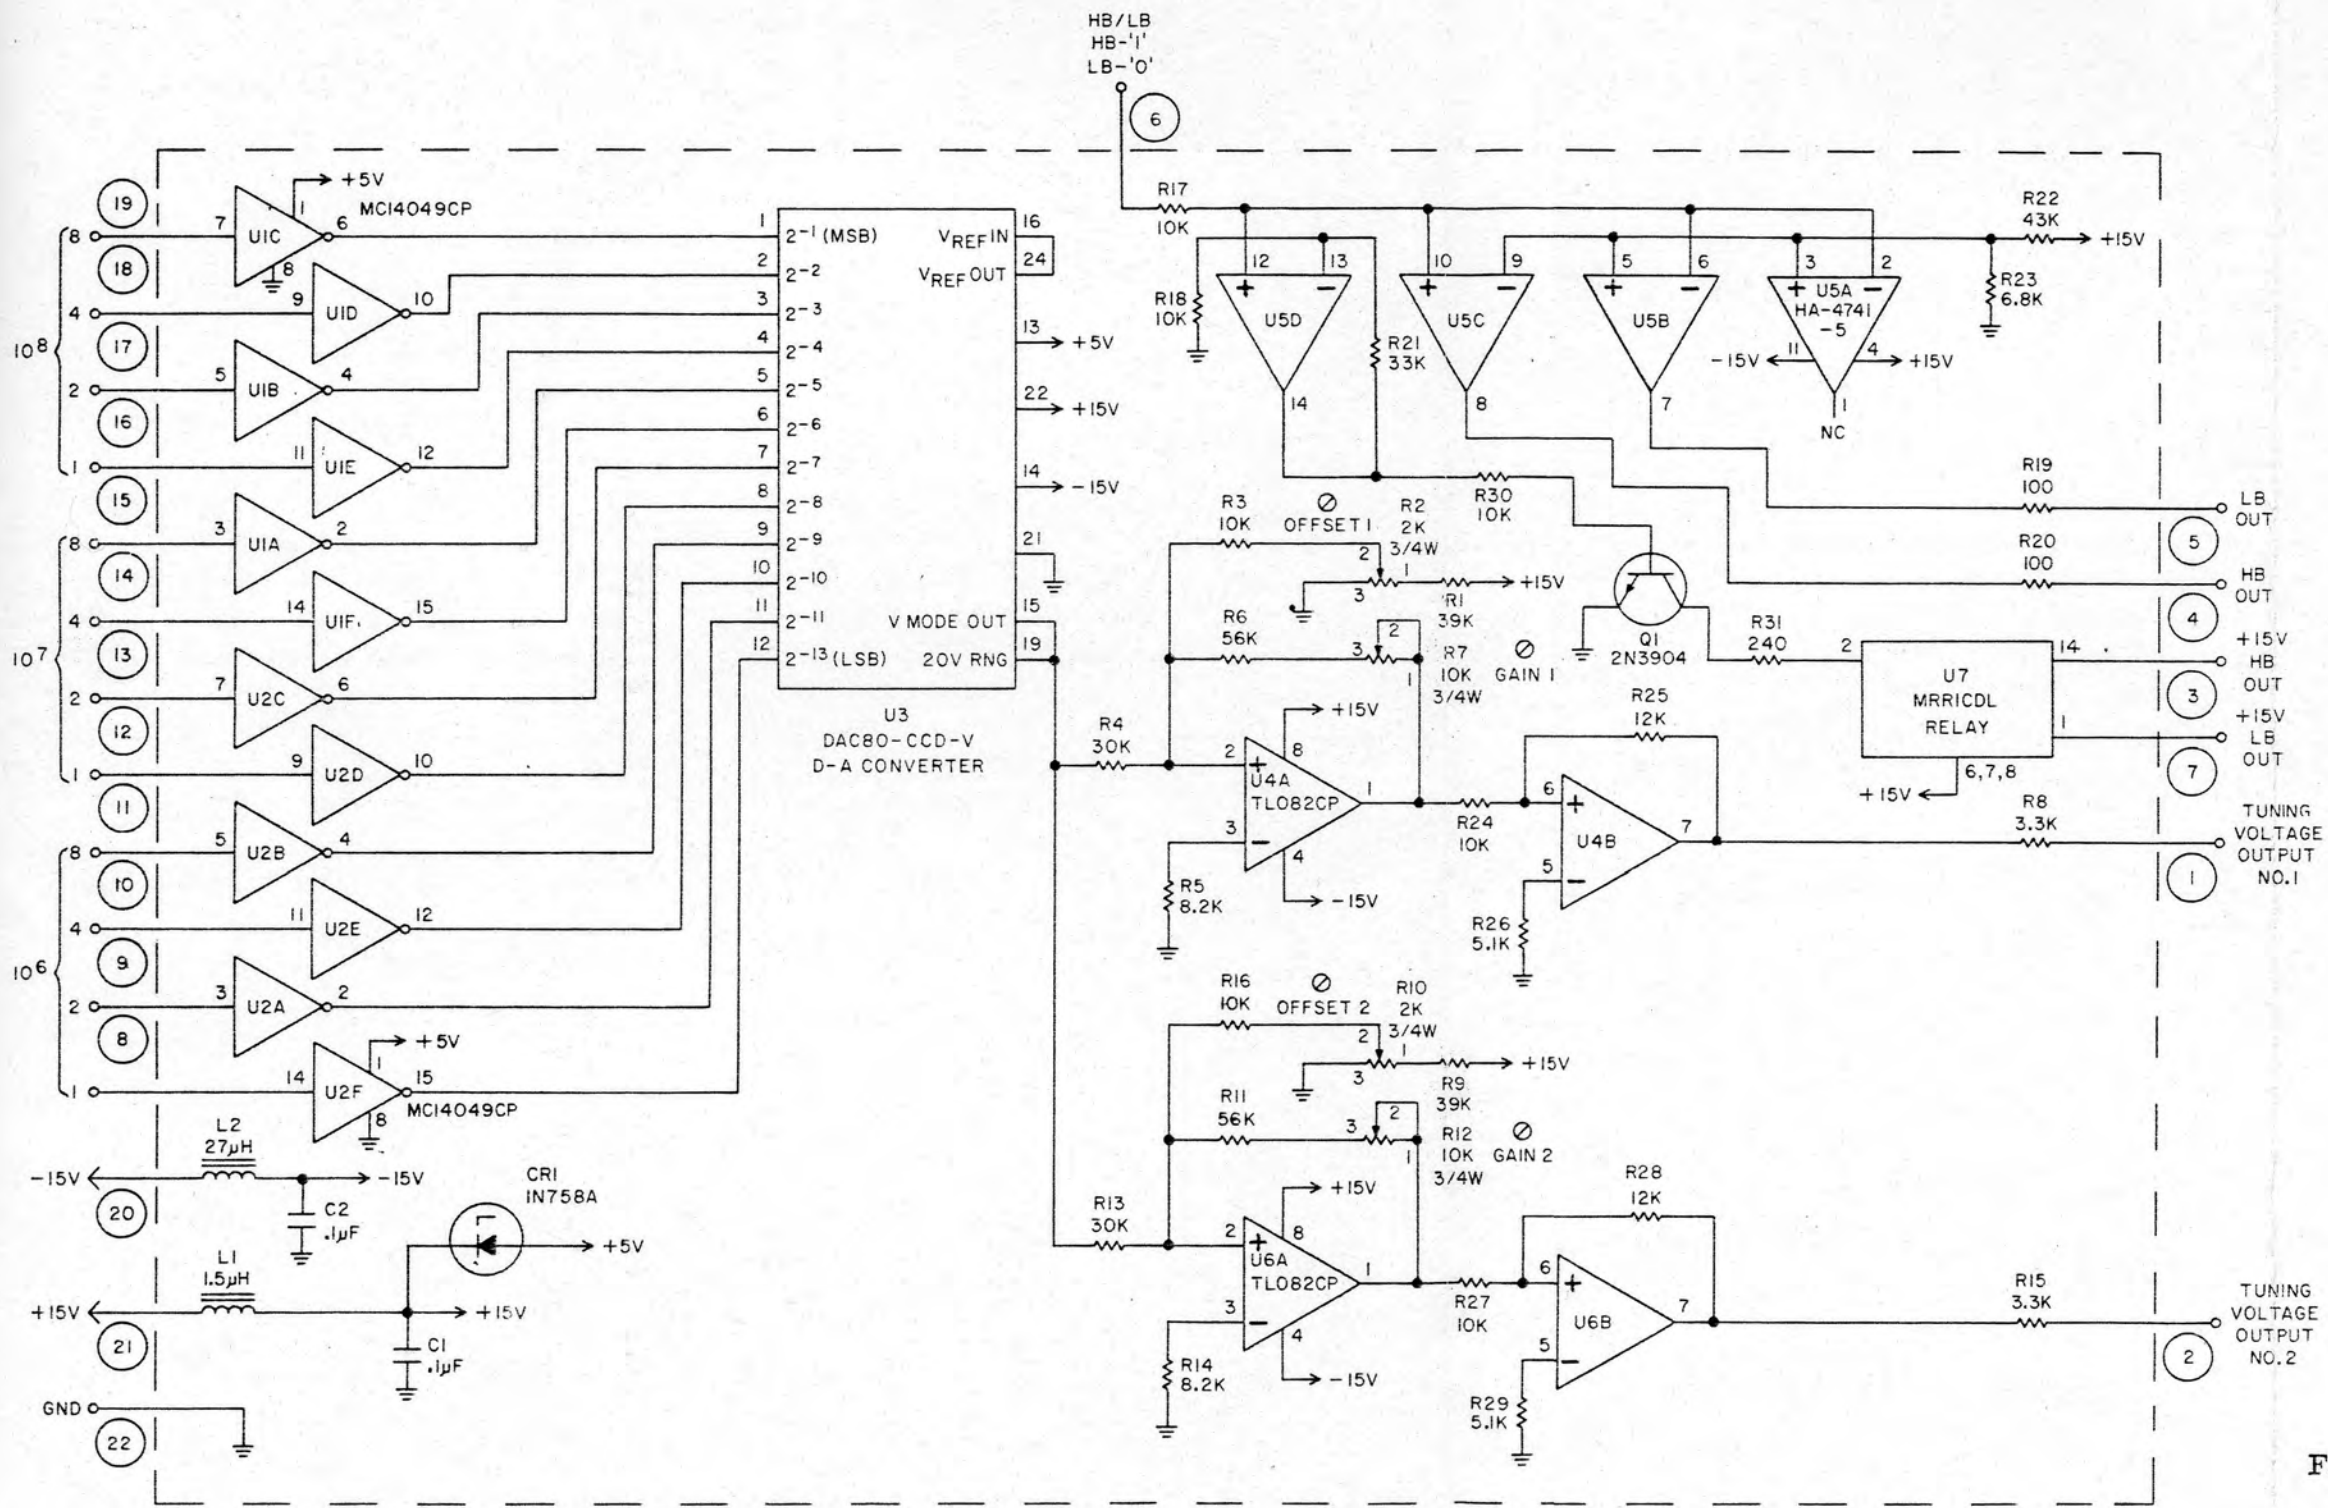 HB/LB
HB-'1'
LB-'0'
6
19
+5V
1
MC14049CP
8
7
U1C
6
8
18
4
9
U1D
10
10⁸
17
2
5
U1B
4
16
1
11
U1E
12
15
8
3
U1A
2
14
4
14
U1F
15
10⁷
13
2
7
U2C
6
12
1
9
U2D
10
11
8
5
U2B
4
10
4
11
U2E
12
10⁶
9
2
3
U2A
2
8
+5V
1
1
14
U2F
15
MC14049CP
8
L2
27µH
-15V
-15V
20
C2
.1µF
CR1
1N758A
+5V
L1
1.5µH
+15V
+15V
21
C1
.1µF
GND
22
1
2⁻¹ (MSB)
2
2⁻²
3
2⁻³
4
2⁻⁴
5
2⁻⁵
6
2⁻⁶
7
2⁻⁷
8
2⁻⁸
9
2⁻⁹
10
2⁻¹⁰
11
2⁻¹¹
12
2⁻¹³ (LSB)
VREF IN
16
VREF OUT
24
13
+5V
22
+15V
14
-15V
21
V MODE OUT
15
20V RNG
19
U3
DAC80-CCD-V
D-A CONVERTER
R17
10K
R18
10K
12
13
+
-
U5D
14
R21
33K
10
9
+
-
U5C
8
5
6
+
-
U5B
7
3
2
+
-
U5A
HA-4741
-5
-15V
11
4
+15V
1
NC
R22
43K
+15V
R23
6.8K
R30
10K
R19
100
LB
OUT
5
R20
100
HB
OUT
4
Q1
2N3904
R31
240
2
U7
MRR1CDL
RELAY
14
+15V
HB
OUT
3
1
+15V
LB
OUT
7
6,7,8
+15V
R3
10K
OFFSET 1
R2
2K
3/4W
2
1
3
R1
39K
+15V
R6
56K
3
2
1
R7
10K
3/4W
GAIN 1
R4
30K
2
+
U4A
TL082CP
+15V
8
1
3
-
4
-15V
R5
8.2K
R24
10K
R25
12K
6
+
U4B
7
5
-
R26
5.1K
R8
3.3K
TUNING
VOLTAGE
OUTPUT
NO.1
1
R16
10K
OFFSET 2
R10
2K
3/4W
2
1
3
R9
39K
+15V
R11
56K
3
2
1
R12
10K
3/4W
GAIN 2
R13
30K
2
+
U6A
TL082CP
+15V
8
1
3
-
4
-15V
R14
8.2K
R27
10K
R28
12K
6
+
U6B
7
5
-
R29
5.1K
R15
3.3K
TUNING
VOLTAGE
OUTPUT
NO.2
2
F